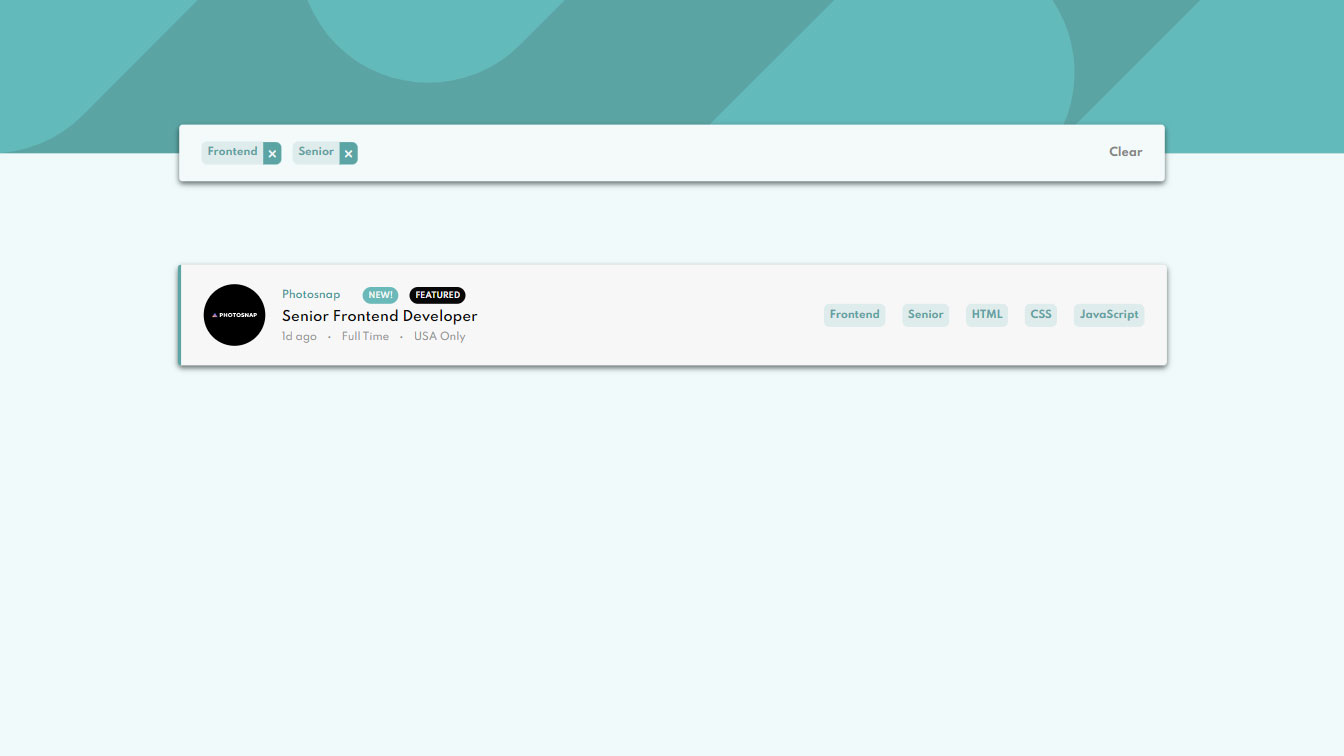 Frontend × Senior × Clear
PHOTOSNAP
Photosnap NEW! FEATURED
Senior Frontend Developer
1d ago · Full Time · USA Only
Frontend Senior HTML CSS JavaScript